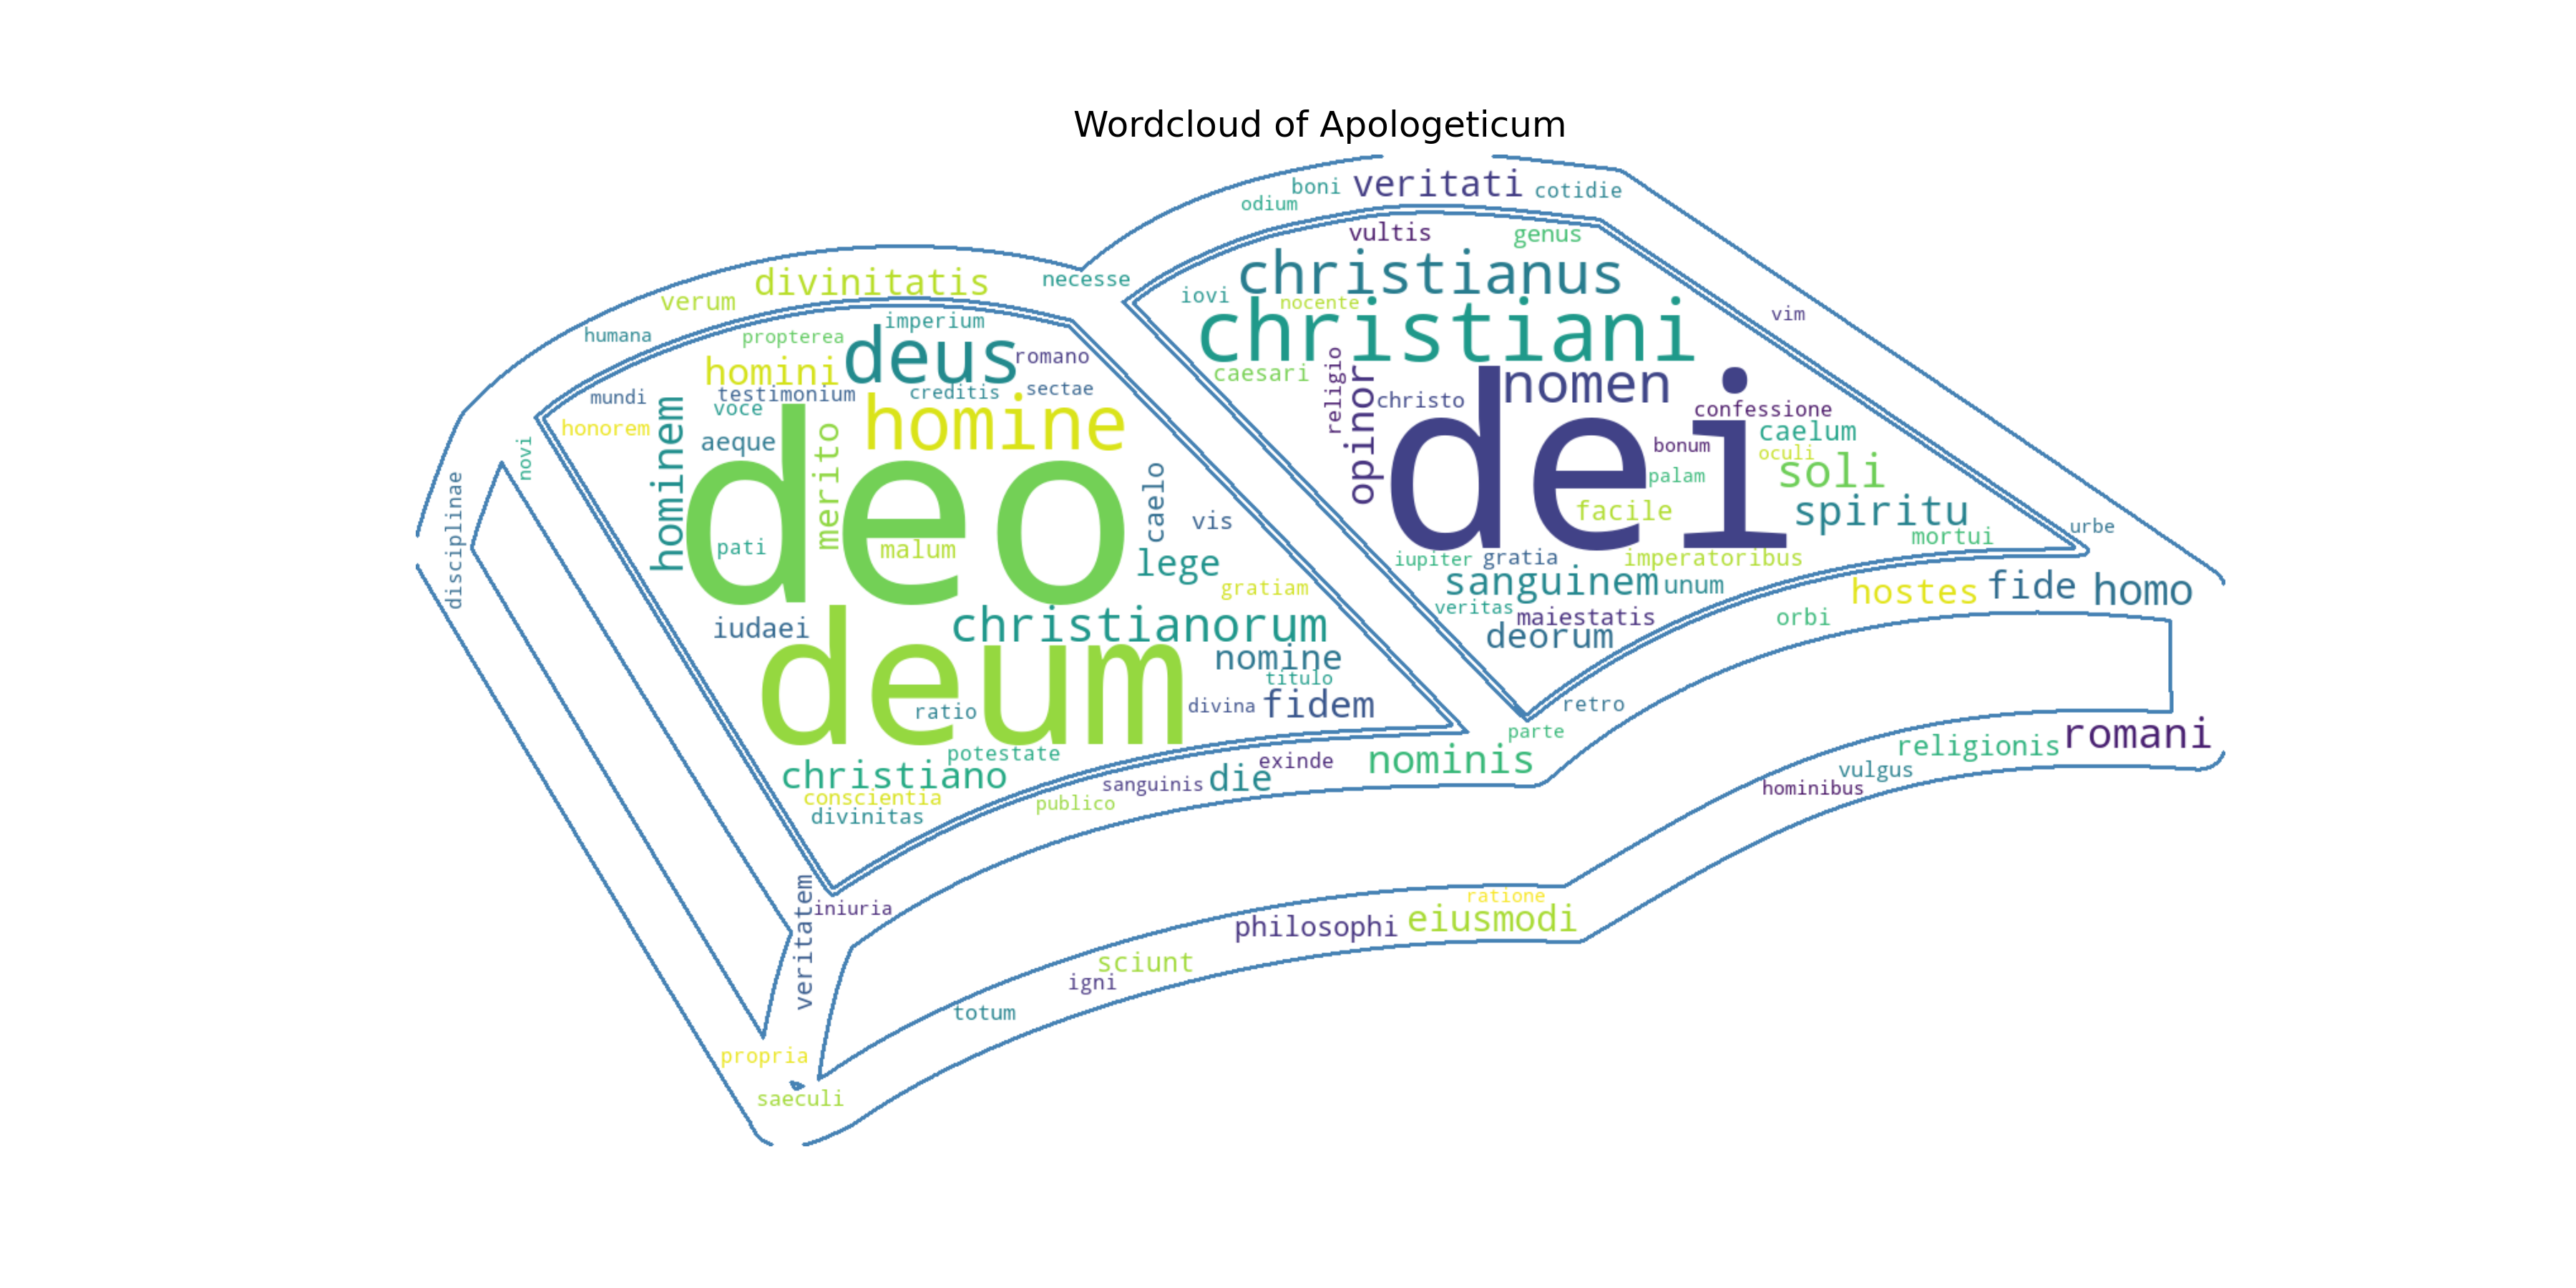 Wordcloud of Apologeticum
boni
veritati
cotidie
odium
vultis
genus
divinitatis
necesse
christianus
verum
iovi
nocente
vim
humana
propterea
imperium
christiani
deus
romano
homini
caesari
religio
mundi
testimonium
creditis
sectae
christo
nomen
dei
opinor
confessione
honorem
voce
homine
caelum
aeque
merito
bonum
oculi
novi
hominem
deo
caelo
palam
soli
disciplinae
vis
facile
spiritu
urbe
pati
malum
mortui
lege
iupiter
gratia
imperatoribus
gratiam
sanguinem
unum
hostes
fide
homo
iudaei
christianorum
veritas
maiestatis
orbi
deorum
deum
nomine
titulo
ratio
divina
fidem
retro
parte
romani
potestate
exinde
nominis
religionis
christiano
sanguinis
die
vulgus
conscientia
publico
hominibus
divinitas
veritatem
iniuria
ratione
philosophi
eiusmodi
sciunt
igni
totum
propria
saeculi